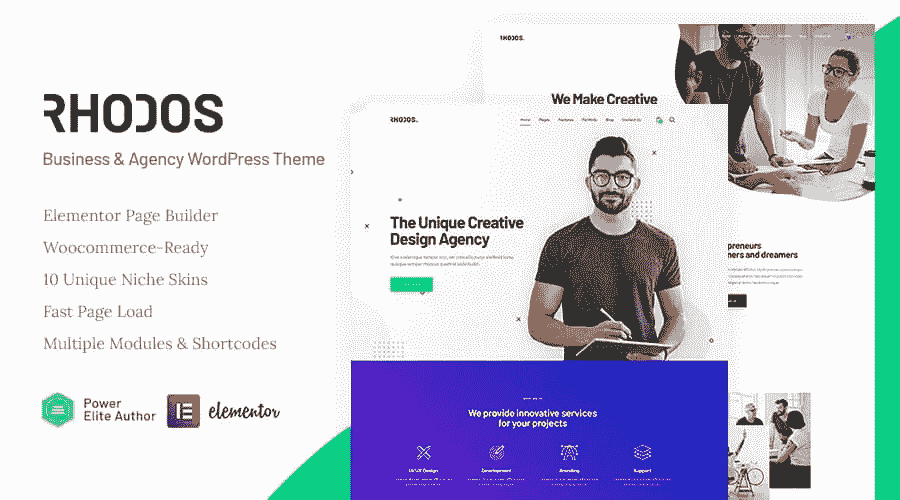 RHODOS
Business & Agency WordPress Theme
Elementor Page Builder
Woocommerce-Ready
10 Unique Niche Skins
Fast Page Load
Multiple Modules & Shortcodes
Power
Elite Author
elementor
RHODOS.
We Make Creative
RHODOS.
Home Pages Features Portfolio Blog Contact Us
The Unique Creative
Design Agency
preneurs
ners and dreamers
We provide innovative services
for your projects
UI/UX Design Development Branding Support